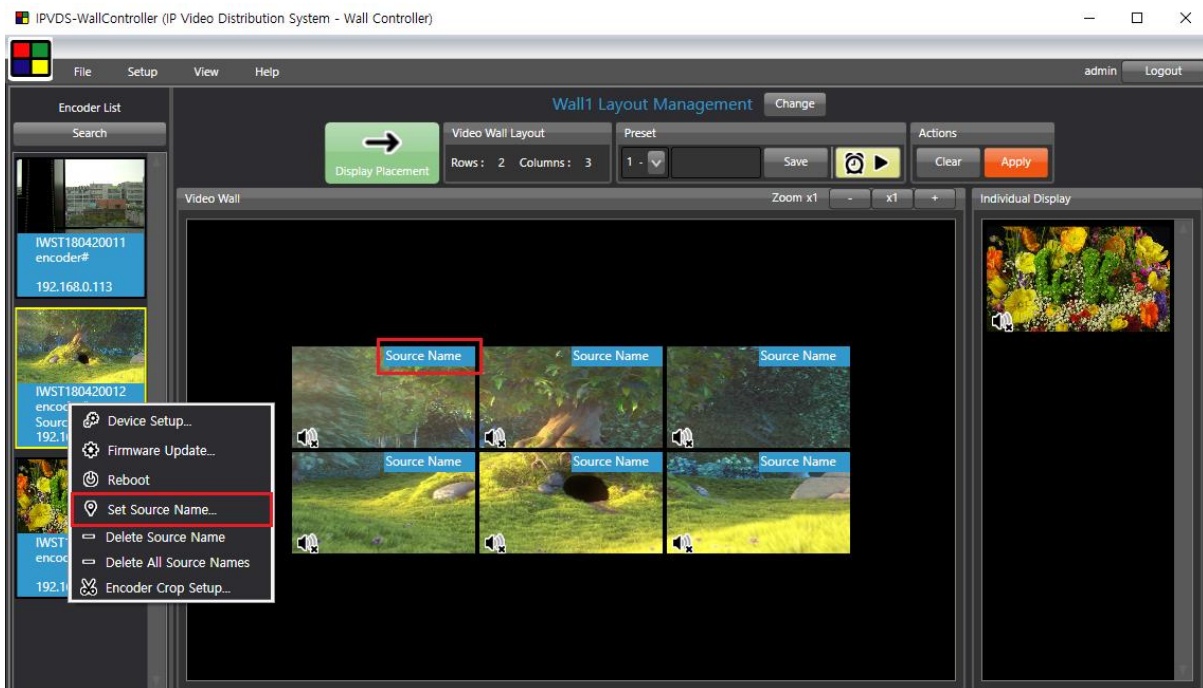 IPVDS-WallController (IP Video Distribution System - Wall Controller)
File Setup View Help
admin Logout
Encoder List
Search
Wall1 Layout Management Change
Display Placement
Video Wall Layout
Rows : 2 Columns : 3
Preset
1 -
Save
Actions
Clear Apply
Video Wall
Zoom x1 - x1 +
Individual Display
IWST180420011
encoder#
192.168.0.113
IWST180420012
Device Setup...
Firmware Update...
Reboot
Set Source Name...
Delete Source Name
Delete All Source Names
Encoder Crop Setup...
Source Name
Source Name
Source Name
Source Name
Source Name
Source Name